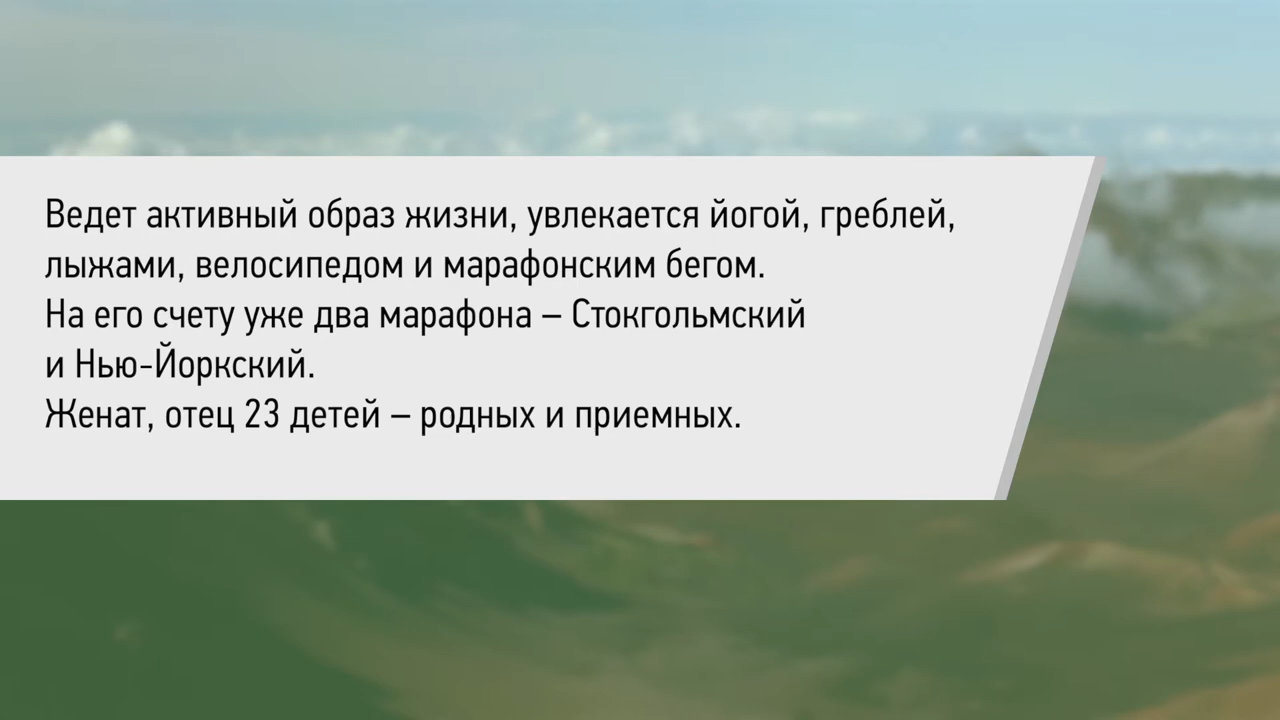 Ведет активный образ жизни, увлекается йогой, греблей,
лыжами, велосипедом и марафонским бегом.
На его счету уже два марафона – Стокгольмский
и Нью-Йоркский.
Женат, отец 23 детей – родных и приемных.